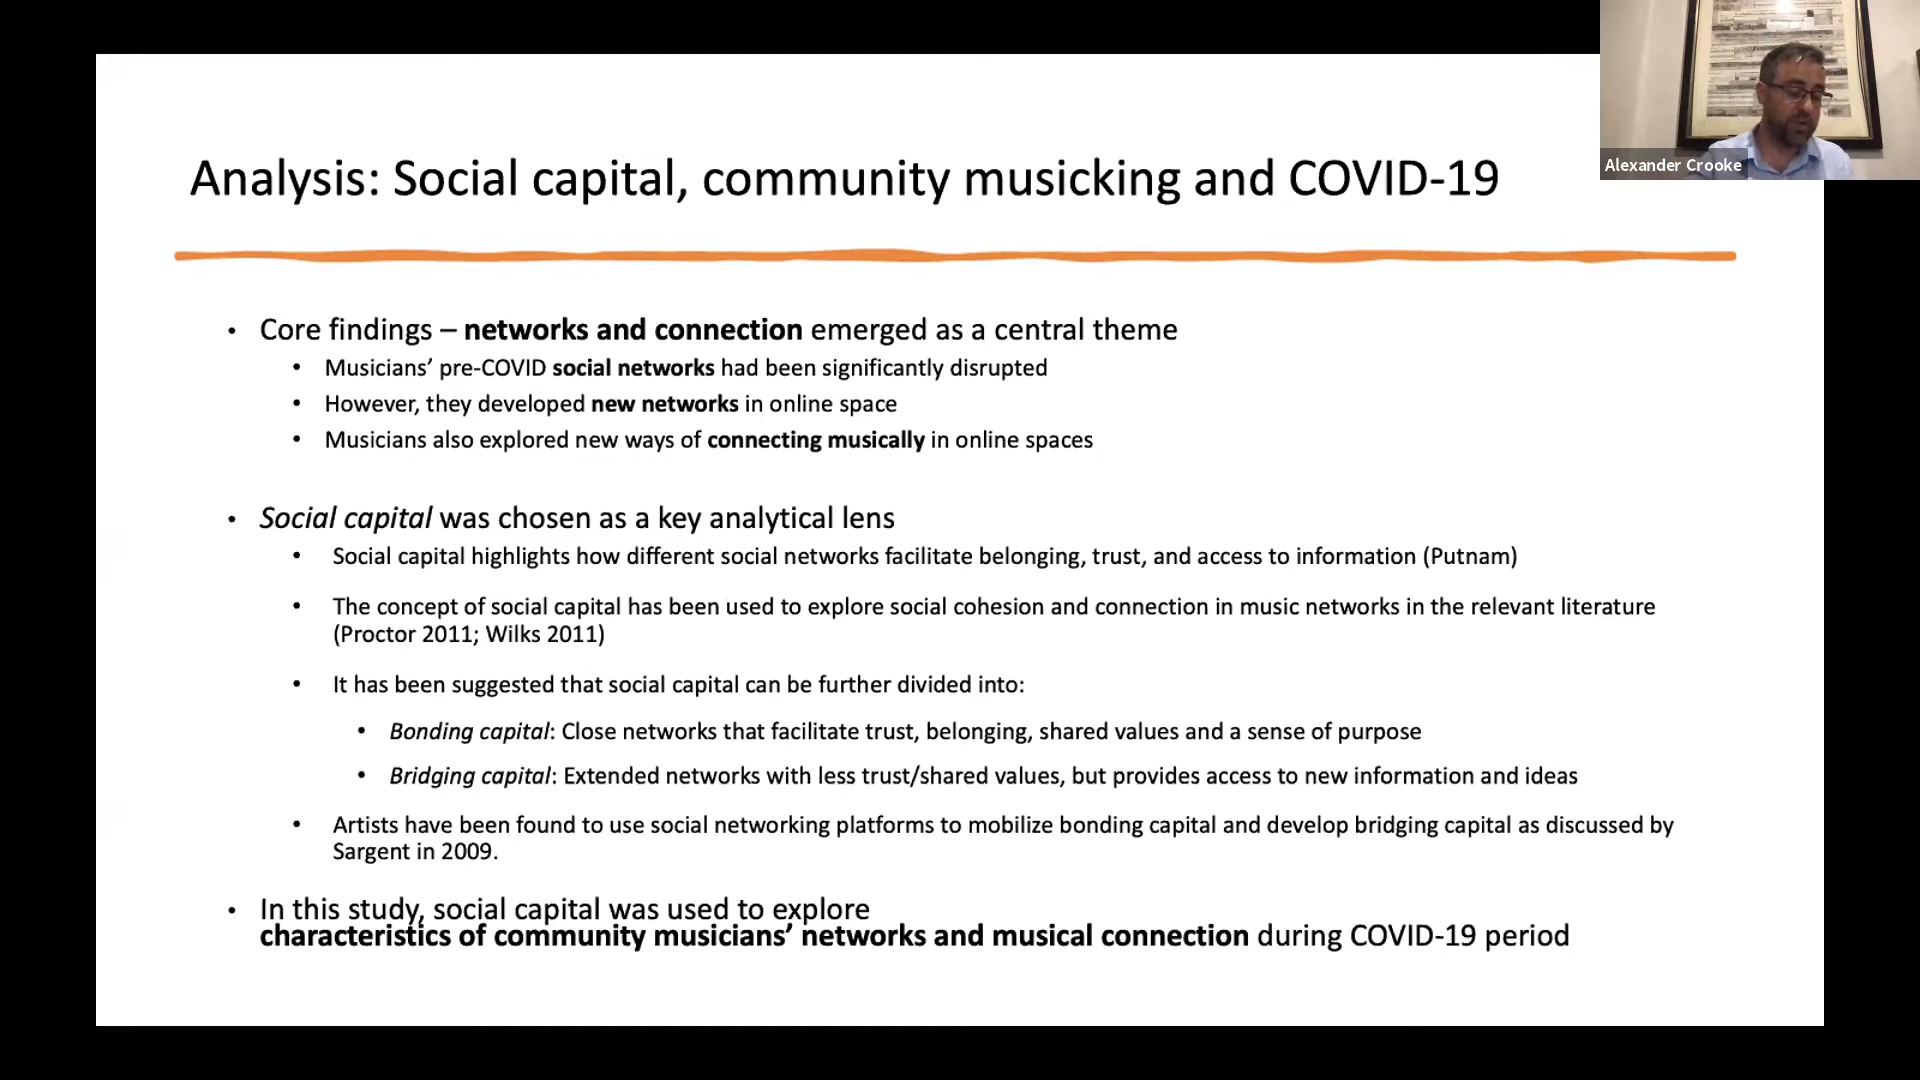 Analysis: Social capital, community musicking and COVID-19
Alexander Crooke
• Core findings – networks and connection emerged as a central theme
• Musicians’ pre-COVID social networks had been significantly disrupted
• However, they developed new networks in online space
• Musicians also explored new ways of connecting musically in online spaces
• Social capital was chosen as a key analytical lens
• Social capital highlights how different social networks facilitate belonging, trust, and access to information (Putnam)
• The concept of social capital has been used to explore social cohesion and connection in music networks in the relevant literature
(Proctor 2011; Wilks 2011)
• It has been suggested that social capital can be further divided into:
• Bonding capital: Close networks that facilitate trust, belonging, shared values and a sense of purpose
• Bridging capital: Extended networks with less trust/shared values, but provides access to new information and ideas
• Artists have been found to use social networking platforms to mobilize bonding capital and develop bridging capital as discussed by
Sargent in 2009.
• In this study, social capital was used to explore
characteristics of community musicians’ networks and musical connection during COVID-19 period